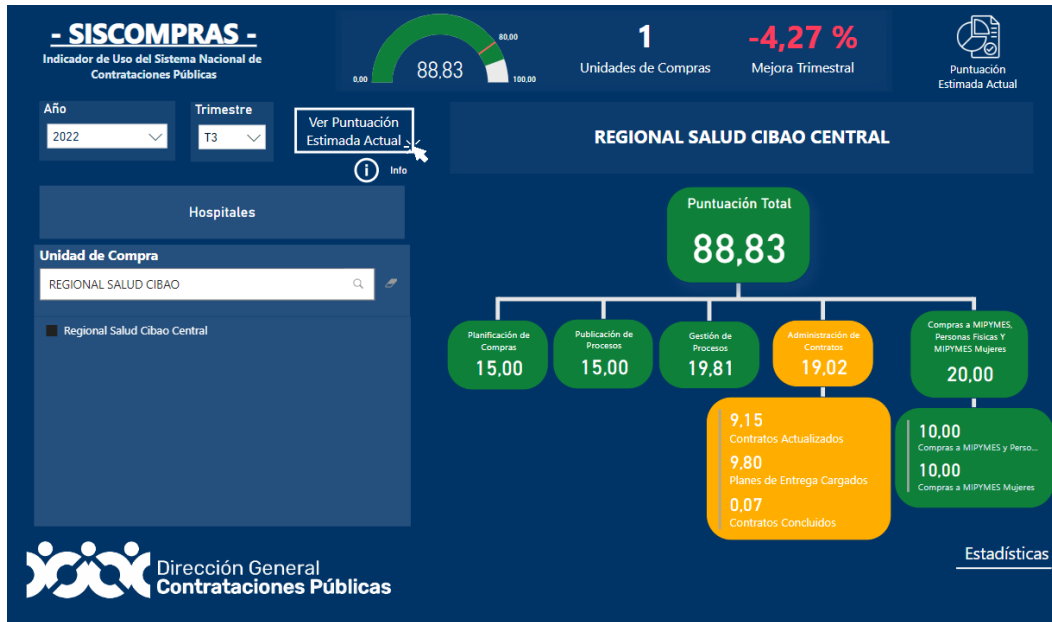 - SISCOMPRAS -
Indicador de Uso del Sistema Nacional de
Contrataciones Públicas
80,00
88,83
0,00
100,00
1
Unidades de Compras
-4,27 %
Mejora Trimestral
Puntuación
Estimada Actual
Año
2022
Trimestre
T3
Ver Puntuación
Estimada Actual
Info
REGIONAL SALUD CIBAO CENTRAL
Hospitales
Unidad de Compra
REGIONAL SALUD CIBAO
Regional Salud Cibao Central
Puntuación Total
88,83
Planificación de
Compras
15,00
Publicación de
Procesos
15,00
Gestión de
Procesos
19,81
Administración de
Contratos
19,02
Compras a MIPYMES,
Personas Fisicas Y
MIPYMES Mujeres
20,00
9,15
Contratos Actualizados
9,80
Planes de Entrega Cargados
0,07
Contratos Concluidos
10,00
Compras a MIPYMES y Perso...
10,00
Compras a MIPYMES Mujeres
Dirección General
Contrataciones Públicas
Estadísticas